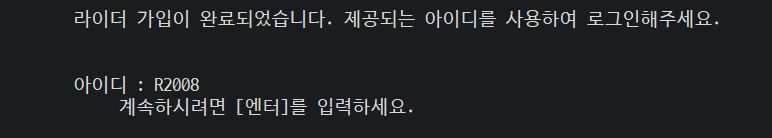 라이더 가입이 완료되었습니다. 제공되는 아이디를 사용하여 로그인해주세요.
아이디 : R2008
계속하시려면 [엔터]를 입력하세요.